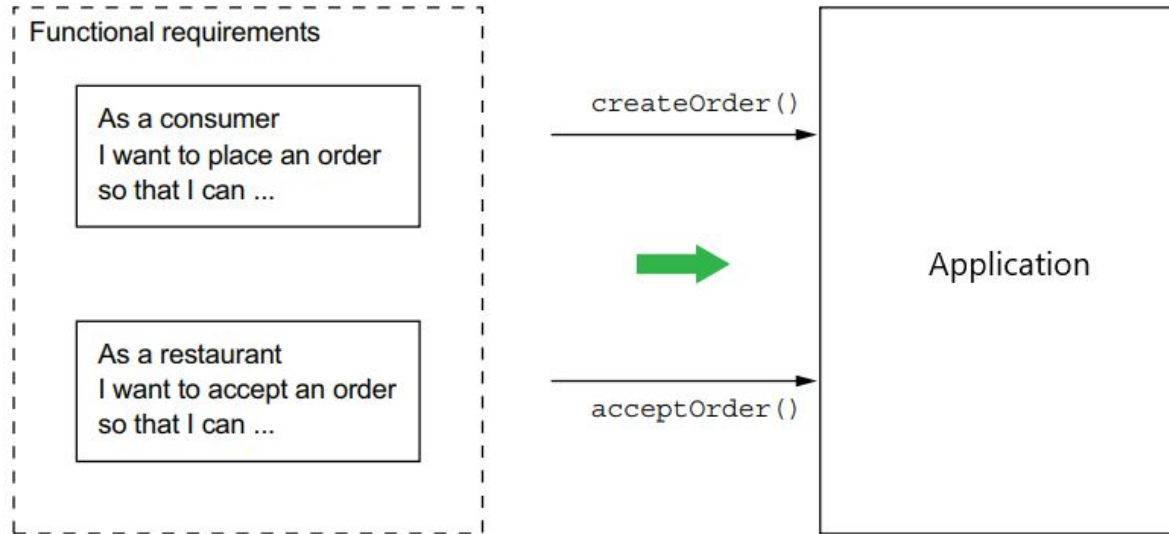 Functional requirements
As a consumer
I want to place an order
so that I can ...
As a restaurant
I want to accept an order
so that I can ...
createOrder()
acceptOrder()
Application